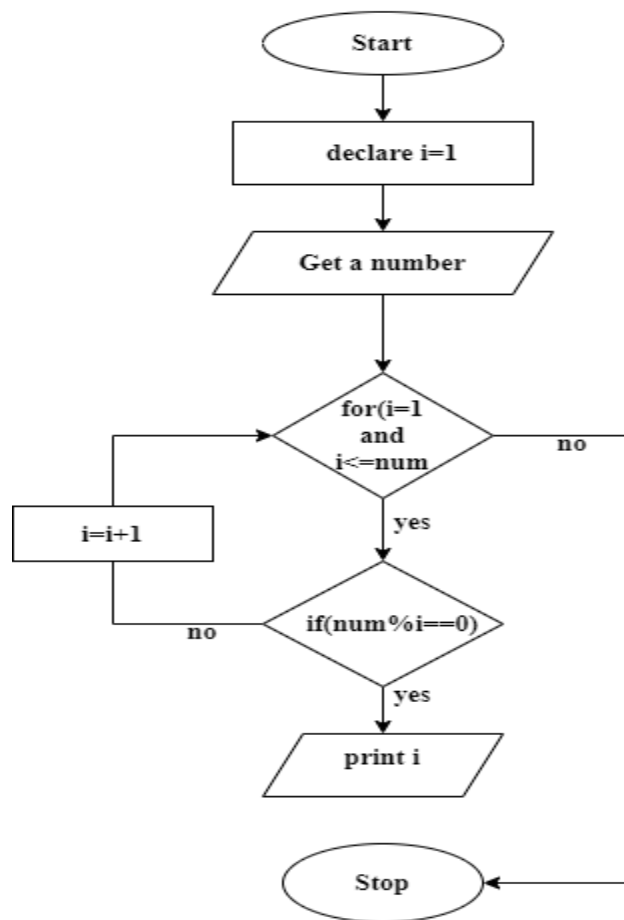 Start
declare i=1
Get a number
for(i=1
and
i<=num
no
yes
i=i+1
if(num%i==0)
no
yes
print i
Stop